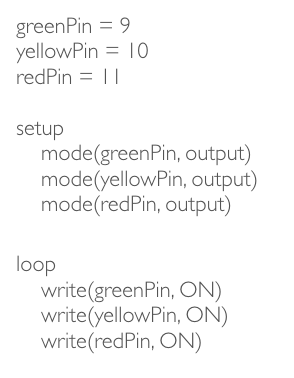 greenPin = 9
yellowPin = 10
redPin = 11
setup
mode(greenPin, output)
mode(yellowPin, output)
mode(redPin, output)
loop
write(greenPin, ON)
write(yellowPin, ON)
write(redPin, ON)